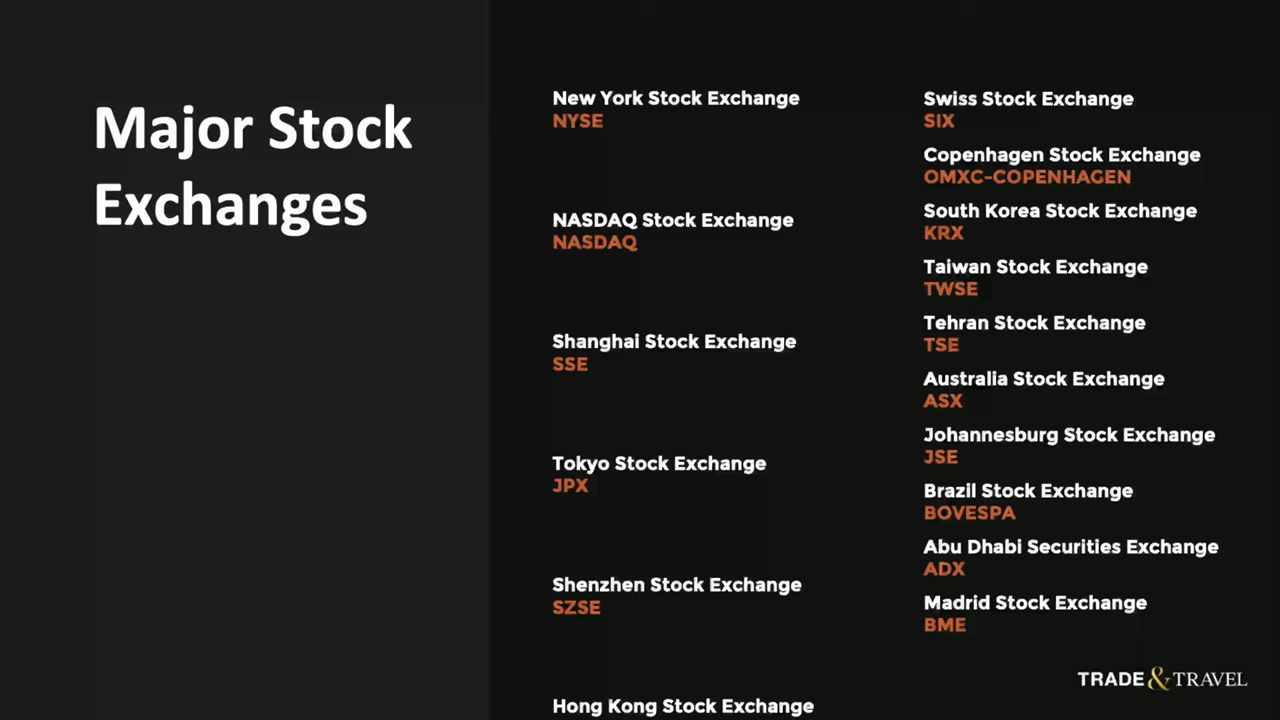 Major Stock
Exchanges
New York Stock Exchange
NYSE
NASDAQ Stock Exchange
NASDAQ
Shanghai Stock Exchange
SSE
Tokyo Stock Exchange
JPX
Shenzhen Stock Exchange
SZSE
Hong Kong Stock Exchange
Swiss Stock Exchange
SIX
Copenhagen Stock Exchange
OMXC-COPENHAGEN
South Korea Stock Exchange
KRX
Taiwan Stock Exchange
TWSE
Tehran Stock Exchange
TSE
Australia Stock Exchange
ASX
Johannesburg Stock Exchange
JSE
Brazil Stock Exchange
BOVESPA
Abu Dhabi Securities Exchange
ADX
Madrid Stock Exchange
BME
TRADE&TRAVEL